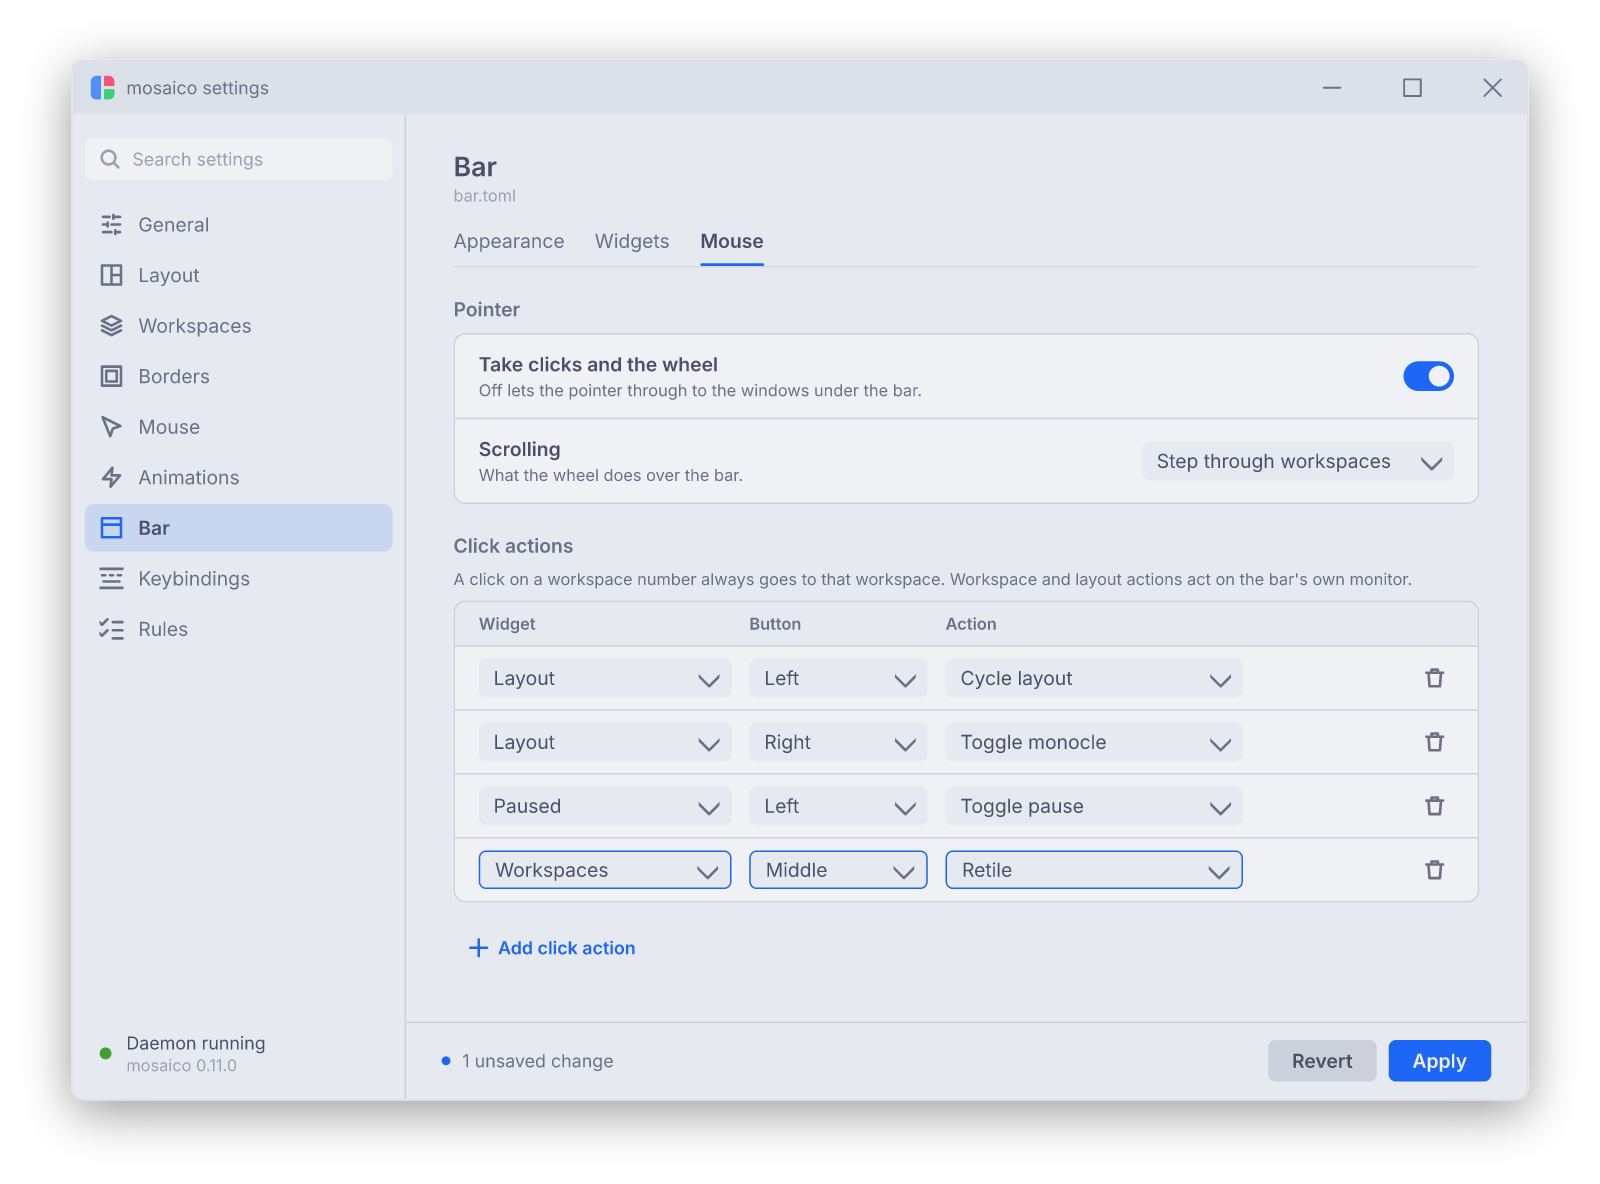 mosaico settings
Search settings
General
Layout
Workspaces
Borders
Mouse
Animations
Bar
Keybindings
Rules
Daemon running
mosaico 0.11.0
Bar
bar.toml
Appearance Widgets Mouse
Pointer
Take clicks and the wheel
Off lets the pointer through to the windows under the bar.
Scrolling
What the wheel does over the bar.
Step through workspaces
Click actions
A click on a workspace number always goes to that workspace. Workspace and layout actions act on the bar's own monitor.
Widget Button Action
Layout Left Cycle layout
Layout Right Toggle monocle
Paused Left Toggle pause
Workspaces Middle Retile
Add click action
1 unsaved change
Revert Apply